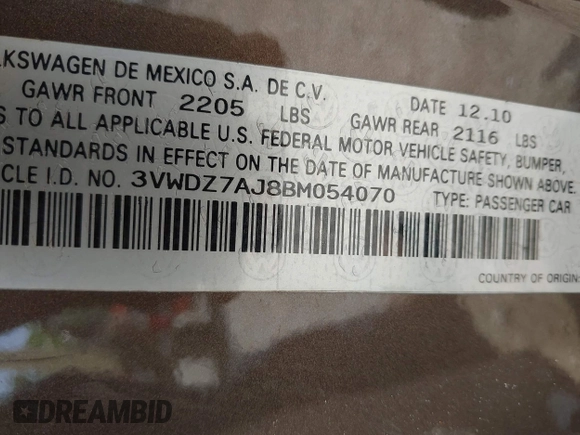 LKSWAGEN DE MEXICO S.A. DE C.V. DATE 12.10
GAWR FRONT 2205 LBS GAWR REAR 2116 LBS
S TO ALL APPLICABLE U.S. FEDERAL MOTOR VEHICLE SAFETY, BUMPER,
STANDARDS IN EFFECT ON THE DATE OF MANUFACTURE SHOWN ABOVE.
CLE I.D. NO. 3VWDZ7AJ8BM054070 TYPE: PASSENGER CAR
COUNTRY OF ORIGIN:
DREAMBID